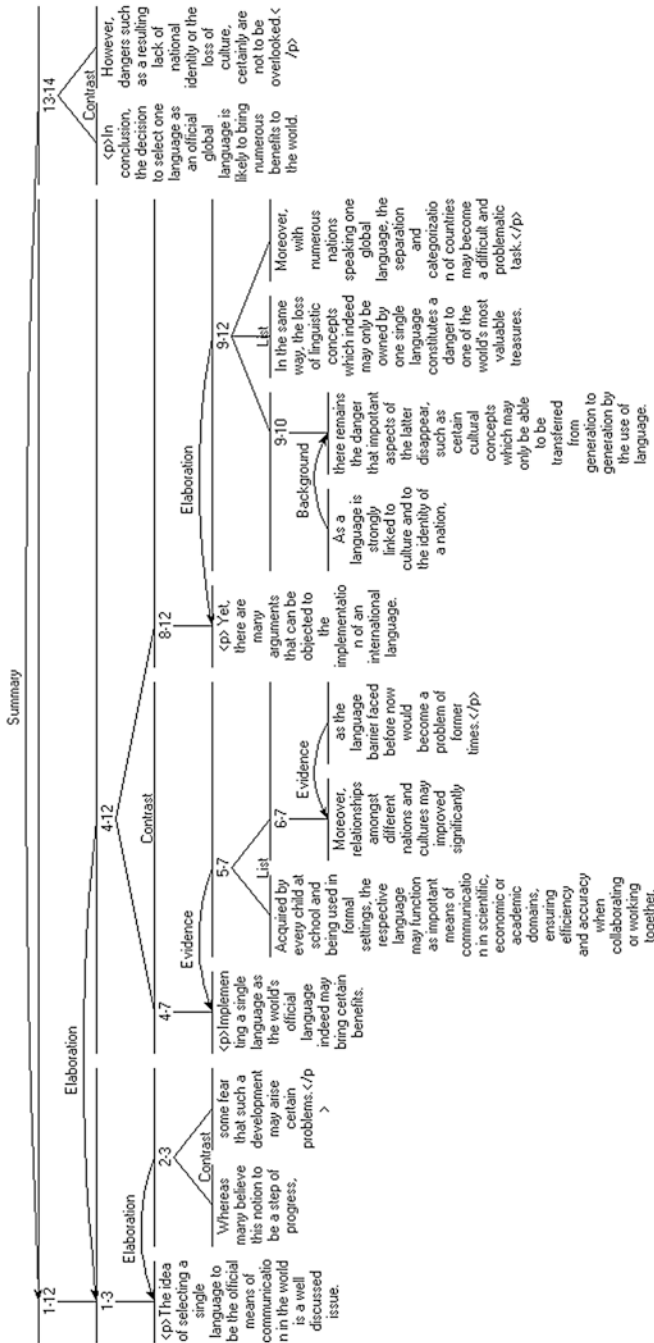 Summary
1-12
13-14
Elaboration
Contrast
1-3
4-12
<p>In
conclusion,
the decision
to select one
language as
an official
global
language is
likely to bring
numerous
benefits to
the world.
However,
dangers such
as a resulting
lack of
national
identity or the
loss of
culture,
certainly are
not to be
overlooked.<
/p>
Elaboration
Contrast
<p>The idea
of selecting a
single
language to
be the official
means of
communicatio
n in the world
is a well
discussed
issue.
2-3
4-7
8-12
Contrast
Evidence
Elaboration
Whereas
many believe
this notion to
be a step of
progress,
some fear
that such a
development
may arise
certain
problems.</p
>
<p>Implemen
ting a single
language as
the world's
official
language
indeed may
bring certain
benefits.
5-7
List
<p> Yet,
there are
many
arguments
that can be
objected to
the
implementatio
n of an
international
language.
9-12
List
Acquired by
every child at
school and
being used in
formal
settings, the
respective
language
may function
as important
means of
communicatio
n in scientific,
economic or
academic
domains,
ensuring
efficiency
and accuracy
when
collaborating
or working
together.
6-7
Evidence
Moreover,
relationships
amongst
different
nations and
cultures may
improved
significantly
as the
language
barrier faced
before now
would
become a
problem of
former
times.</p>
9-10
Background
As a
language is
strongly
linked to
culture and to
the identity of
a nation,
there remains
the danger
that important
aspects of
the latter
disappear,
such as
certain
cultural
concepts
which may
only be able
to be
transferred
from
generation to
generation by
the use of
language.
In the same
way, the loss
of linguistic
concepts
which indeed
may only be
owned by
one single
language
constitutes a
danger to
one of the
world's most
valuable
treasures.
Moreover,
with
numerous
nations
speaking one
global
language, the
separation
and
categorizatio
n of countries
may become
a difficult and
problematic
task.</p>